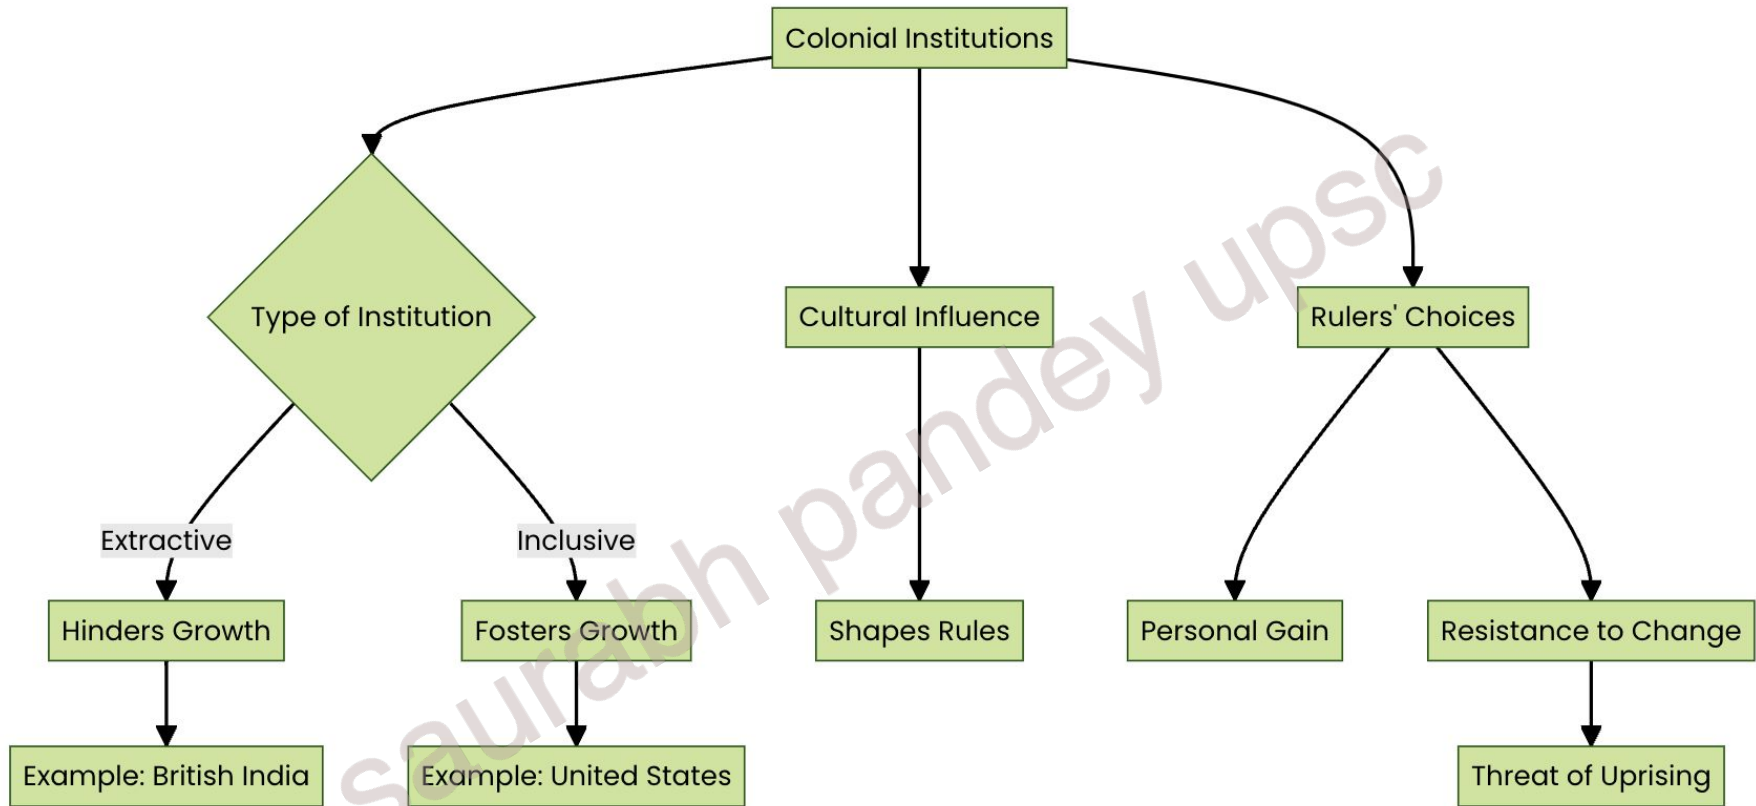 Colonial Institutions
Type of Institution
Cultural Influence
Rulers' Choices
Extractive
Inclusive
Hinders Growth
Fosters Growth
Shapes Rules
Personal Gain
Resistance to Change
Example: British India
Example: United States
Threat of Uprising
saurabh pandey upsc